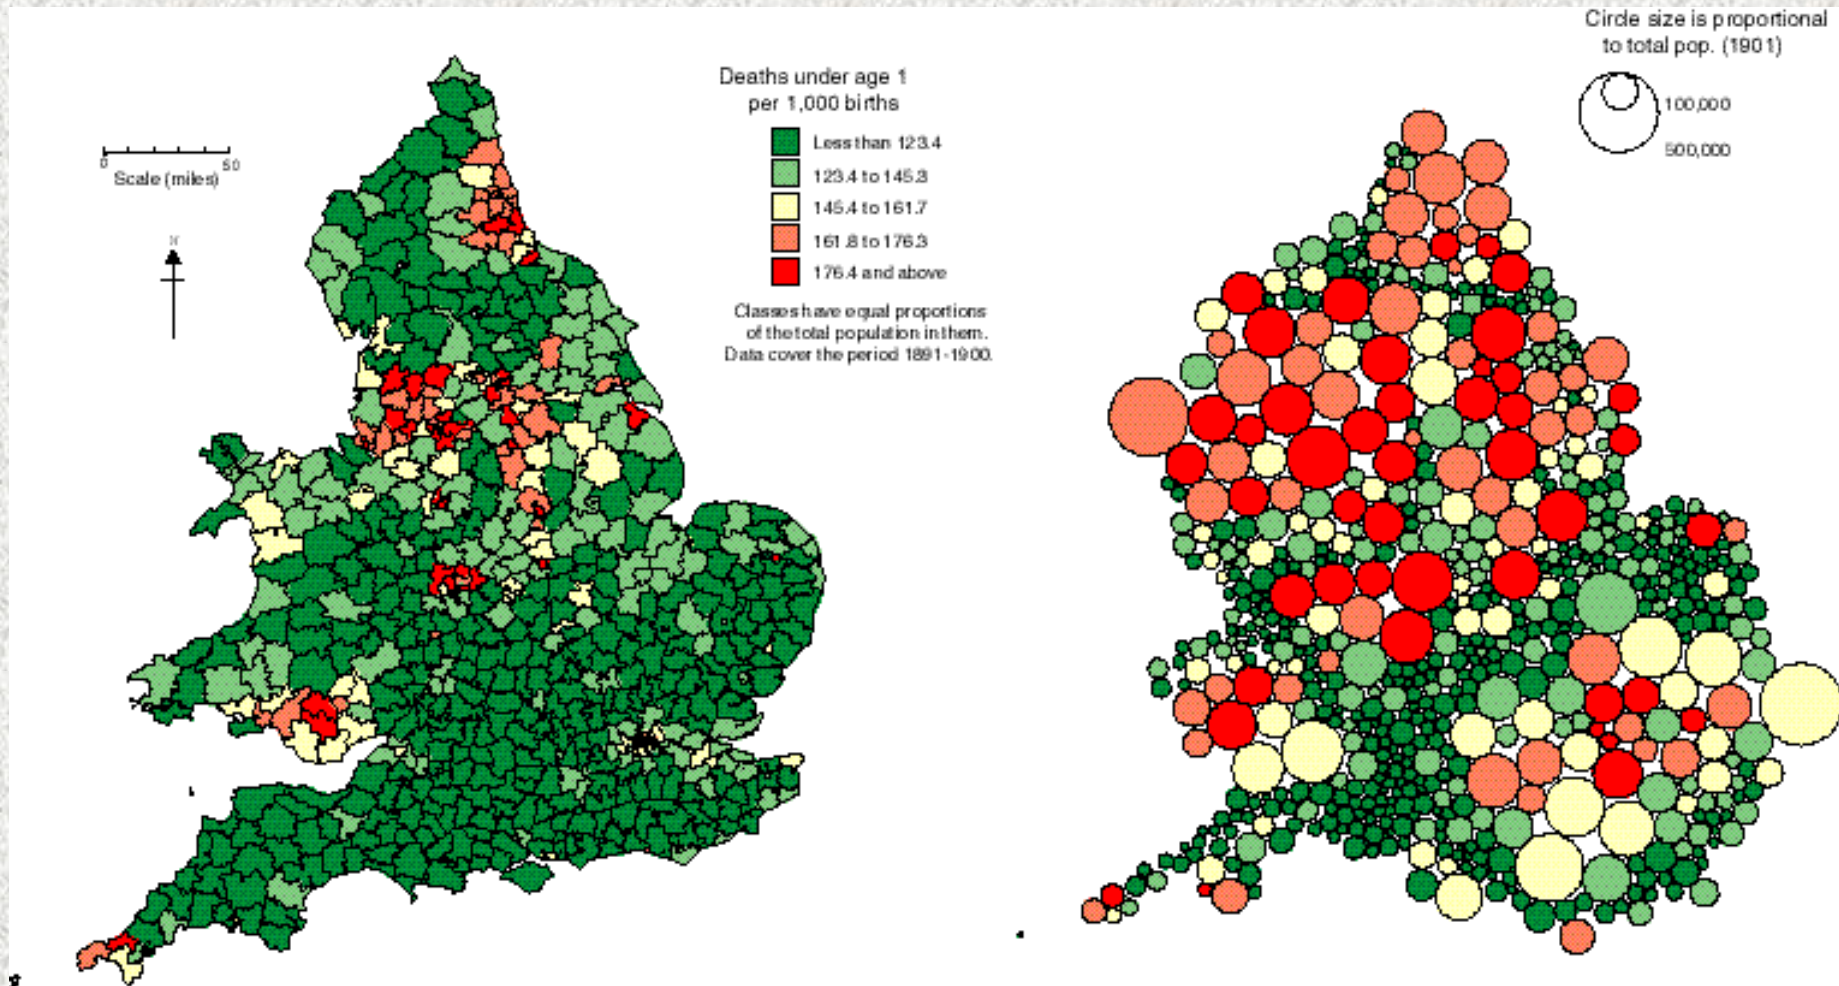 Circle size is proportional
to total pop. (1901)
100,000
500,000
Deaths under age 1
per 1,000 births
Less than 123.4
123.4 to 145.3
145.4 to 161.7
161.8 to 176.3
176.4 and above
Classes have equal proportions
of the total population in them.
Data cover the period 1891-1900.
0 50
Scale (miles)
N